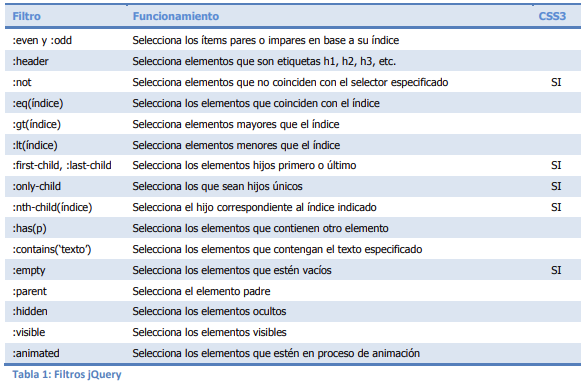 Filtro Funcionamiento CSS3
:even y :odd Selecciona los ítems pares o impares en base a su índice
:header Selecciona elementos que son etiquetas h1, h2, h3, etc.
:not Selecciona elementos que no coinciden con el selector especificado SI
:eq(índice) Selecciona los elementos que coinciden con el índice
:gt(índice) Selecciona elementos mayores que el índice
:lt(índice) Selecciona elementos menores que el índice
:first-child, :last-child Selecciona los elementos hijos primero o último SI
:only-child Selecciona los que sean hijos únicos SI
:nth-child(índice) Selecciona el hijo correspondiente al índice indicado SI
:has(p) Selecciona los elementos que contienen otro elemento
:contains(‘texto’) Selecciona los elementos que contengan el texto especificado
:empty Selecciona los elementos que estén vacíos SI
:parent Selecciona el elemento padre
:hidden Selecciona los elementos ocultos
:visible Selecciona los elementos visibles
:animated Selecciona los elementos que estén en proceso de animación
Tabla 1: Filtros jQuery